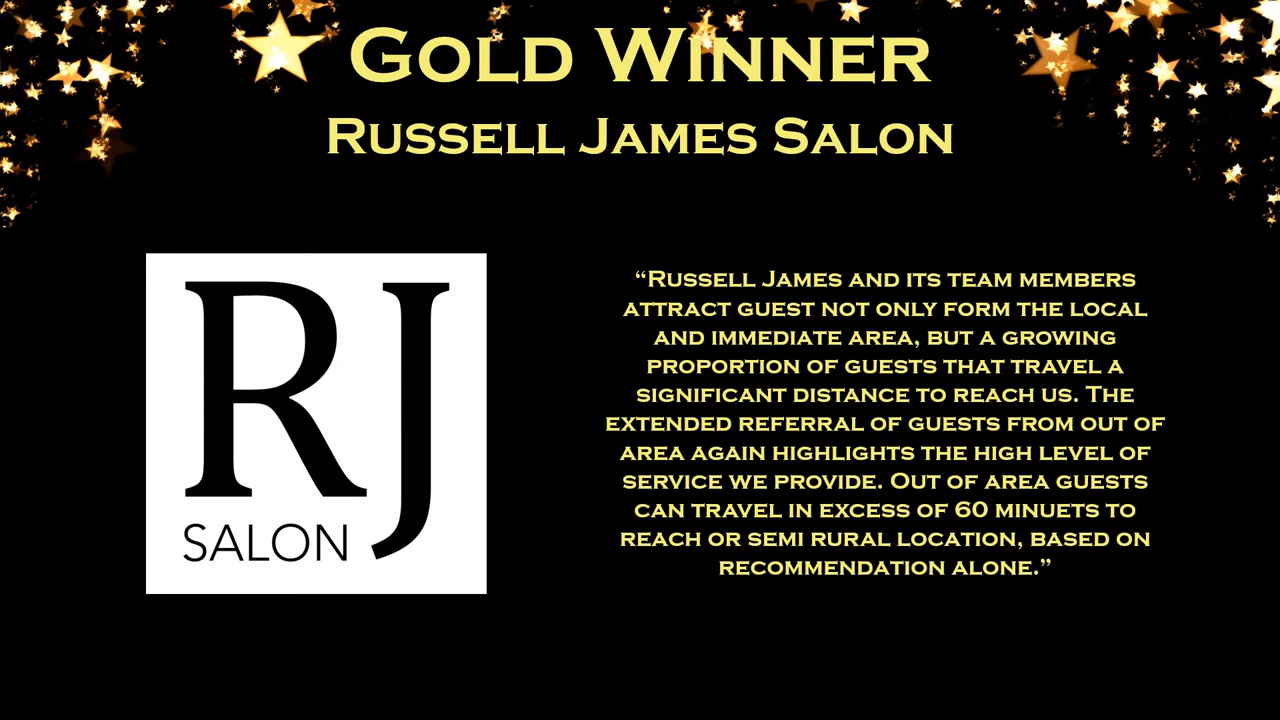 Gold Winner
Russell James Salon
RJ
SALON
“Russell James and its team members
attract guest not only form the local
and immediate area, but a growing
proportion of guests that travel a
significant distance to reach us. The
extended referral of guests from out of
area again highlights the high level of
service we provide. Out of area guests
can travel in excess of 60 minuets to
reach or semi rural location, based on
recommendation alone.”